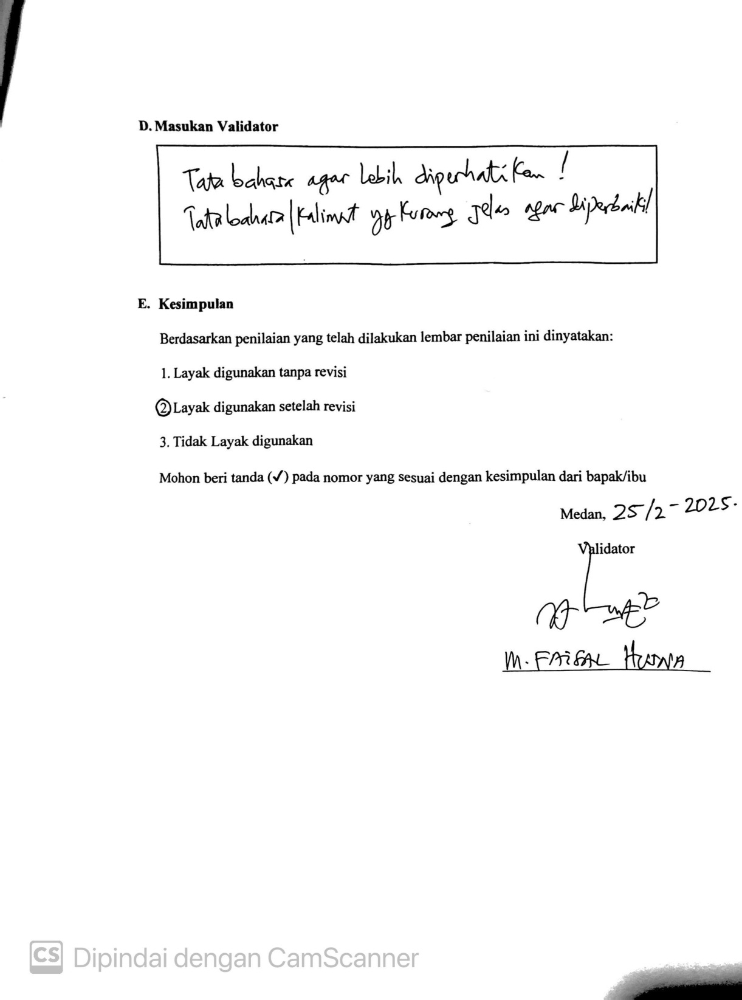 D. Masukan Validator
Tata bahasa agar lebih diperhatikan !
Tata bahasa/kalimat yg kurang jelas agar diperbaiki!
E. Kesimpulan
Berdasarkan penilaian yang telah dilakukan lembar penilaian ini dinyatakan:
1. Layak digunakan tanpa revisi
2 Layak digunakan setelah revisi
3. Tidak Layak digunakan
Mohon beri tanda (✓) pada nomor yang sesuai dengan kesimpulan dari bapak/ibu
Medan, 25/2-2025.
Validator
M. FAiSAL HUSNA
CS Dipindai dengan CamScanner